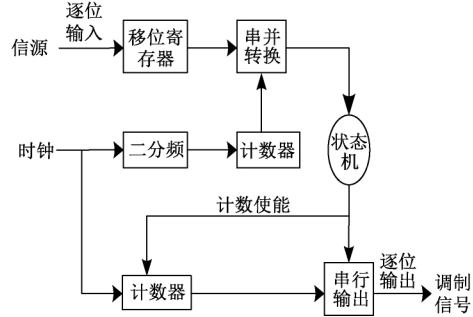 信源
逐位
输入
移位寄
存器
串并
转换
时钟
二分频
计数器
状态
机
计数使能
计数器
串行
输出
逐位
输出
调制
信号